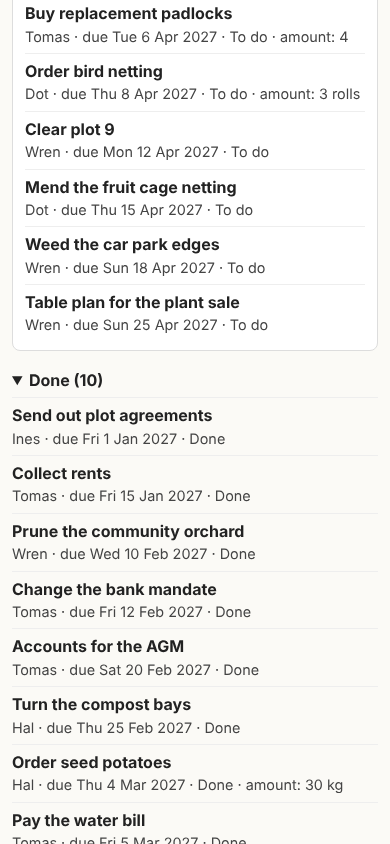 Buy replacement padlocks
Tomas · due Tue 6 Apr 2027 · To do · amount: 4
Order bird netting
Dot · due Thu 8 Apr 2027 · To do · amount: 3 rolls
Clear plot 9
Wren · due Mon 12 Apr 2027 · To do
Mend the fruit cage netting
Dot · due Thu 15 Apr 2027 · To do
Weed the car park edges
Wren · due Sun 18 Apr 2027 · To do
Table plan for the plant sale
Wren · due Sun 25 Apr 2027 · To do
▼ Done (10)
Send out plot agreements
Ines · due Fri 1 Jan 2027 · Done
Collect rents
Tomas · due Fri 15 Jan 2027 · Done
Prune the community orchard
Wren · due Wed 10 Feb 2027 · Done
Change the bank mandate
Tomas · due Fri 12 Feb 2027 · Done
Accounts for the AGM
Tomas · due Sat 20 Feb 2027 · Done
Turn the compost bays
Hal · due Thu 25 Feb 2027 · Done
Order seed potatoes
Hal · due Thu 4 Mar 2027 · Done · amount: 30 kg
Pay the water bill
Tomas · due Fri 5 Mar 2027 · Done